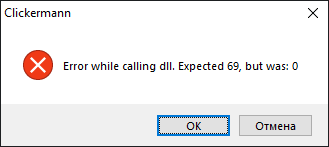 Clickermann
Error while calling dll. Expected 69, but was: 0
OK
Отмена